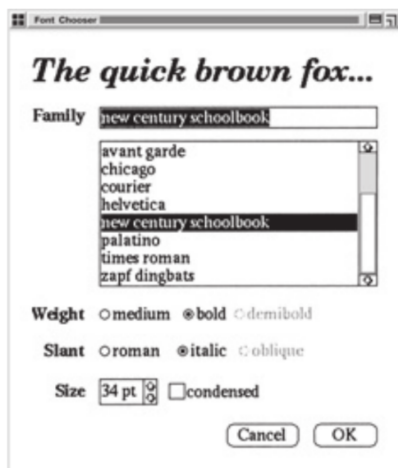 Font Chooser
The quick brown fox...
Family new century schoolbook
avant garde
chicago
courier
helvetica
new century schoolbook
palatino
times roman
zapf dingbats
Weight medium bold demibold
Slant roman italic oblique
Size 34 pt condensed
Cancel OK